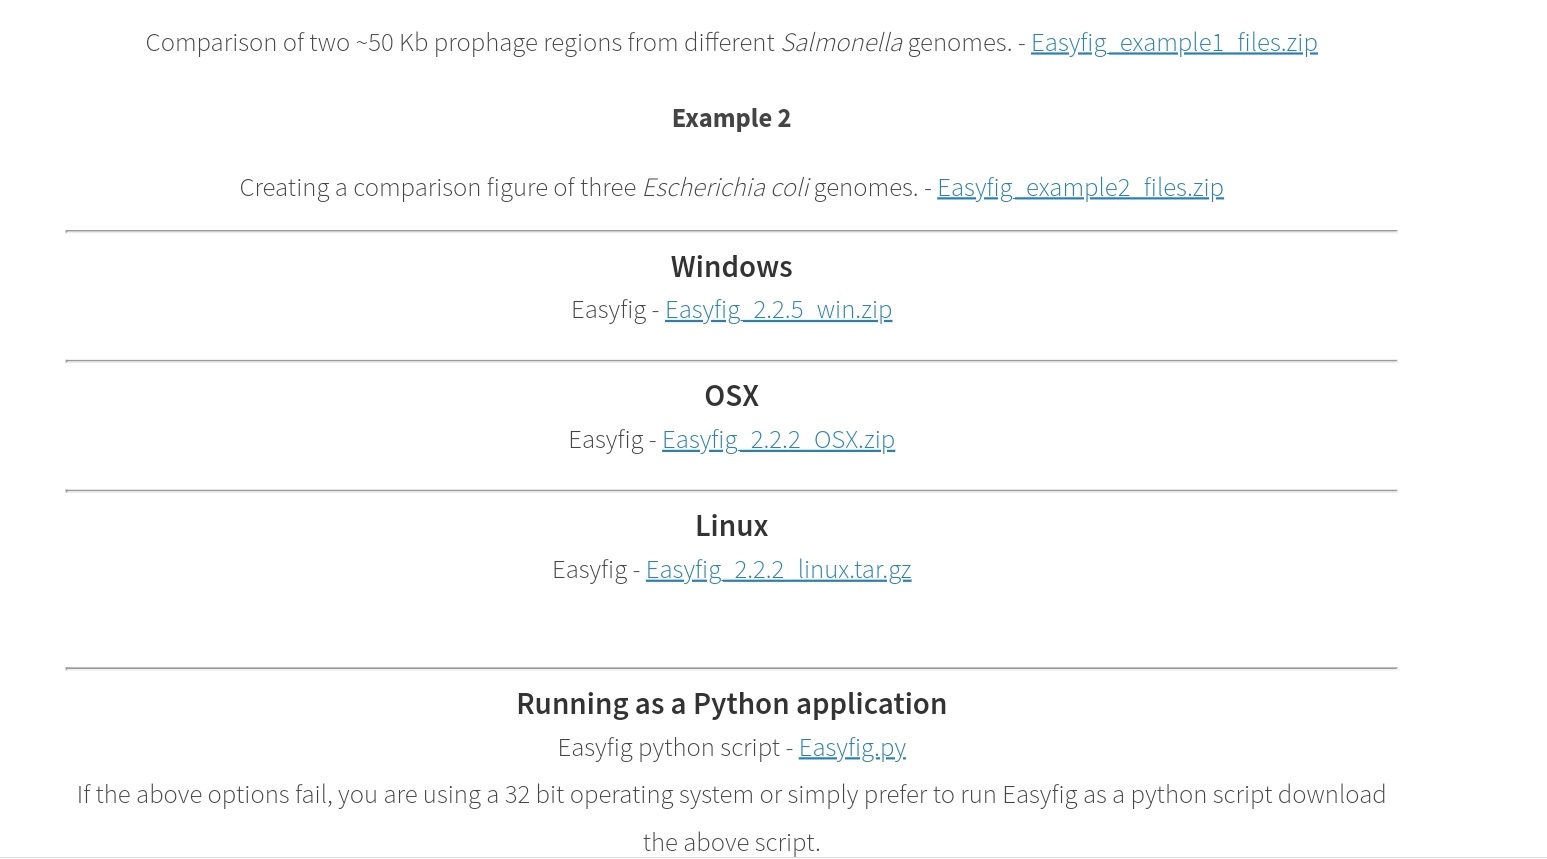 Comparison of two ~50 Kb prophage regions from different Salmonella genomes. - Easyfig_example1_files.zip
Example 2
Creating a comparison figure of three Escherichia coli genomes. - Easyfig_example2_files.zip
Windows
Easyfig - Easyfig_2.2.5_win.zip
OSX
Easyfig - Easyfig_2.2.2_OSX.zip
Linux
Easyfig - Easyfig_2.2.2_linux.tar.gz
Running as a Python application
Easyfig python script - Easyfig.py
If the above options fail, you are using a 32 bit operating system or simply prefer to run Easyfig as a python script download
the above script.